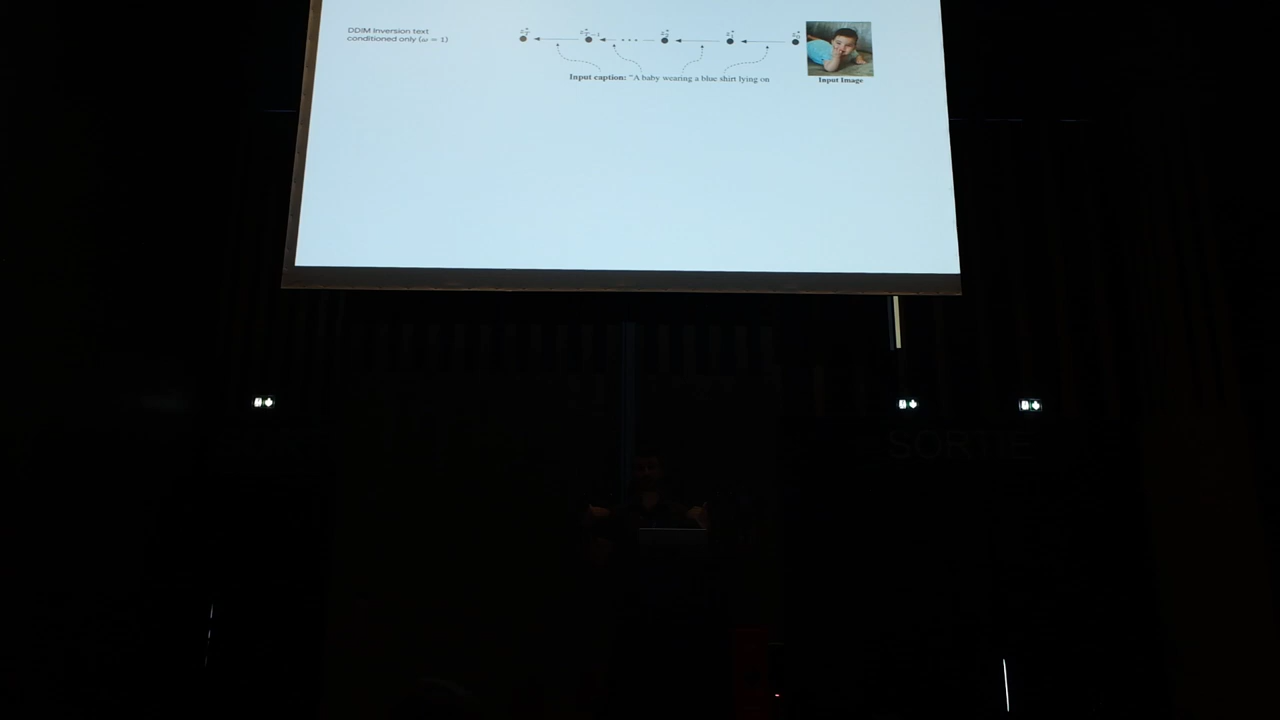 DDIM Inversion text
conditioned only (ω = 1)
Input caption: "A baby wearing a blue shirt lying on
Input Image
SORTIE